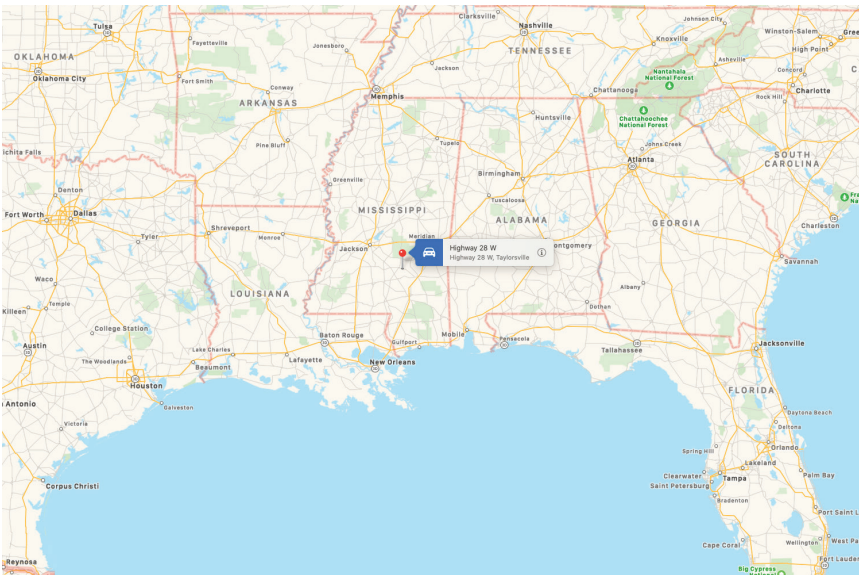 Clarksville
Nashville
Johnson City
Tulsa
Winston-Salem
Gree
Fayetteville
Jonesboro
Knoxville
High Point
OKLAHOMA
TENNESSEE
Asheville
Jackson
Nantahala
National Forest
Concord
Oklahoma City
Fort Smith
Conway
Chattanooga
Charlotte
Memphis
Rock Hill
ARKANSAS
Chattahoochee
National Forest
Huntsville
Pine Bluff
Tupelo
Johns Creek
ichita Falls
Atlanta
SOUTH
CAROLINA
Birmingham
Denton
Greenville
Tuscaloosa
Fra
Na
Fort Worth
Dallas
MISSISSIPPI
ALABAMA
GEORGIA
Charleston
Shreveport
Tyler
Monroe
Meridian
Jackson
Highway 28 W
Highway 28 W, Taylorsville
ontgomery
Savannah
Waco
Albany
LOUISIANA
Temple
Killeen
Dothan
College Station
Baton Rouge
Mobile
Austin
Gulfport
Pensacola
Jacksonville
Lake Charles
Tallahassee
The Woodlands
Beaumont
Lafayette
New Orleans
Houston
FLORIDA
Antonio
Galveston
Daytona Beach
Victoria
Deltona
Orlando
Spring Hill
Lakeland
Clearwater
Tampa
Palm Bay
Saint Petersburg
Corpus Christi
Bradenton
Port Saint L
Cape Coral
Wellington
West Pa
Reynosa
Fort Lauder
Big Cypress
National